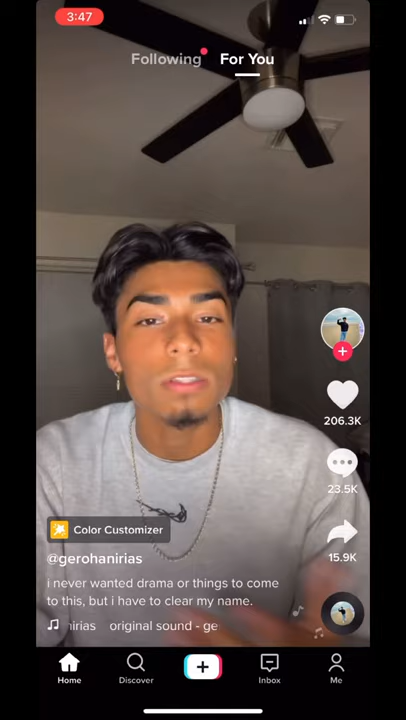 3:47
Following
For You
206.3K
23.5K
15.9K
Color Customizer
@gerohanirias
i never wanted drama or things to come
to this, but i have to clear my name.
nirias original sound - ge
Home
Discover
Inbox
Me